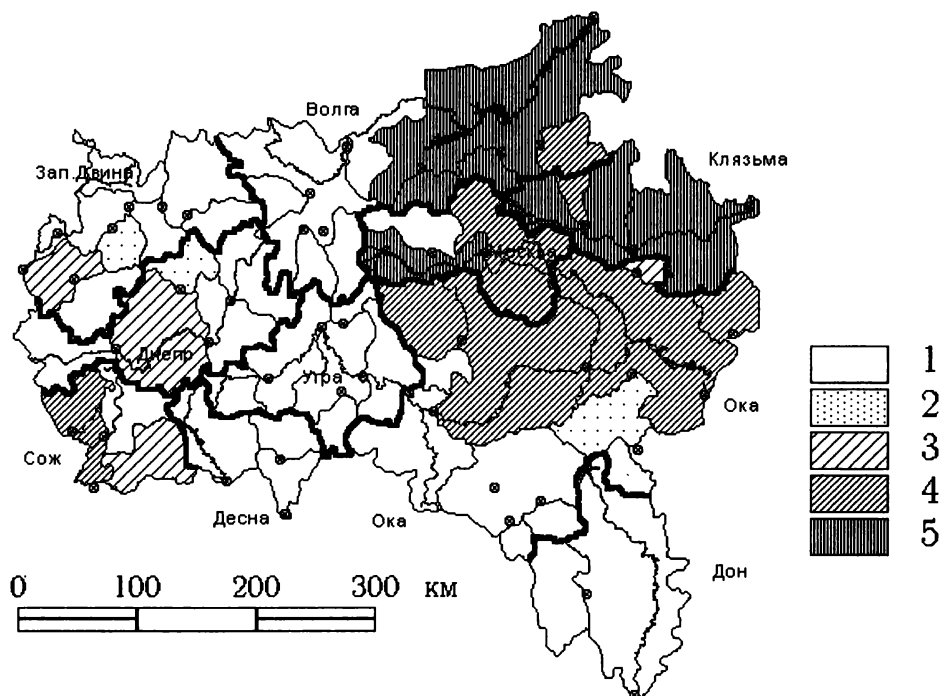 Волга
Клязьма
Зап.Двина
1
Днепр
2
Угра
Ока
3
4
Сож
5
Десна
Ока
Дон
0 100 200 300 км